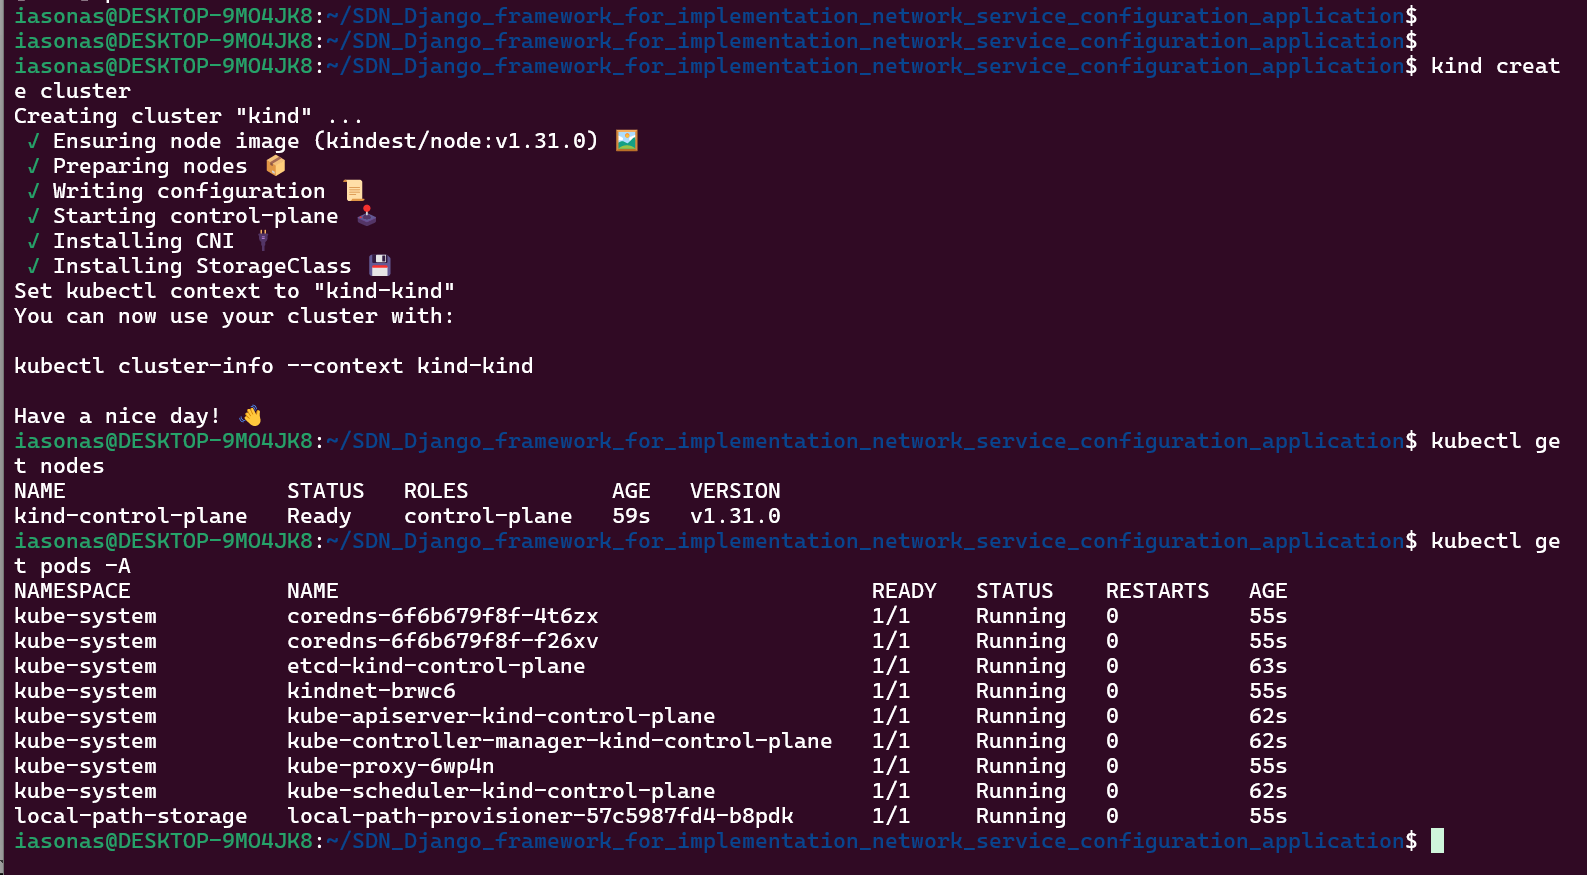 iasonas@DESKTOP-9MO4JK8:~/SDN_Django_framework_for_implementation_network_service_configuration_application$
iasonas@DESKTOP-9MO4JK8:~/SDN_Django_framework_for_implementation_network_service_configuration_application$
iasonas@DESKTOP-9MO4JK8:~/SDN_Django_framework_for_implementation_network_service_configuration_application$ kind creat
e cluster
Creating cluster "kind" ...
 ✓ Ensuring node image (kindest/node:v1.31.0) 🖼
 ✓ Preparing nodes 📦
 ✓ Writing configuration 📜
 ✓ Starting control-plane 🕹
 ✓ Installing CNI 🔌
 ✓ Installing StorageClass 💾
Set kubectl context to "kind-kind"
You can now use your cluster with:

kubectl cluster-info --context kind-kind

Have a nice day! 👋
iasonas@DESKTOP-9MO4JK8:~/SDN_Django_framework_for_implementation_network_service_configuration_application$ kubectl ge
t nodes
NAME                 STATUS   ROLES           AGE   VERSION
kind-control-plane   Ready    control-plane   59s   v1.31.0
iasonas@DESKTOP-9MO4JK8:~/SDN_Django_framework_for_implementation_network_service_configuration_application$ kubectl ge
t pods -A
NAMESPACE            NAME                                         READY   STATUS    RESTARTS   AGE
kube-system          coredns-6f6b679f8f-4t6zx                     1/1     Running   0          55s
kube-system          coredns-6f6b679f8f-f26xv                     1/1     Running   0          55s
kube-system          etcd-kind-control-plane                      1/1     Running   0          63s
kube-system          kindnet-brwc6                                1/1     Running   0          55s
kube-system          kube-apiserver-kind-control-plane            1/1     Running   0          62s
kube-system          kube-controller-manager-kind-control-plane   1/1     Running   0          62s
kube-system          kube-proxy-6wp4n                             1/1     Running   0          55s
kube-system          kube-scheduler-kind-control-plane            1/1     Running   0          62s
local-path-storage   local-path-provisioner-57c5987fd4-b8pdk      1/1     Running   0          55s
iasonas@DESKTOP-9MO4JK8:~/SDN_Django_framework_for_implementation_network_service_configuration_application$